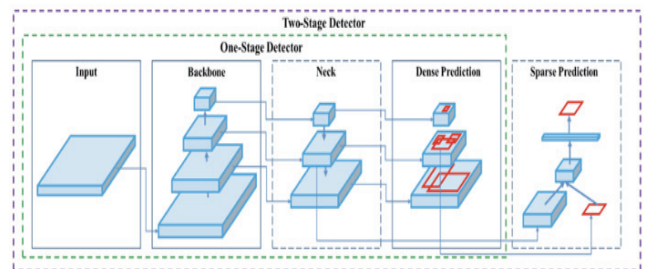 Two-Stage Detector
One-Stage Detector
Input
Backbone
Neck
Dense Prediction
Sparse Prediction